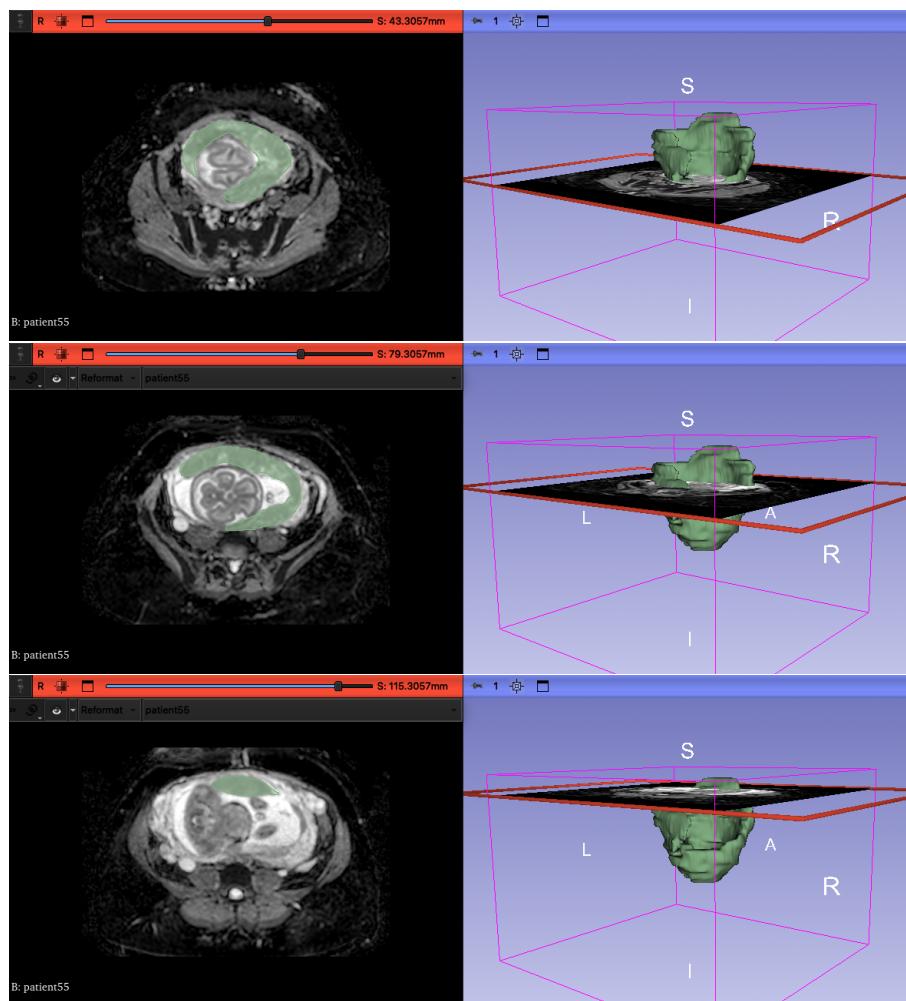 R S: 43.3057mm 1
S
R
I
B: patient55
R S: 79.3057mm 1
Reformat patient55
S
L A
R
I
B: patient55
R S: 115.3057mm 1
Reformat patient55
S
L A
R
I
B: patient55